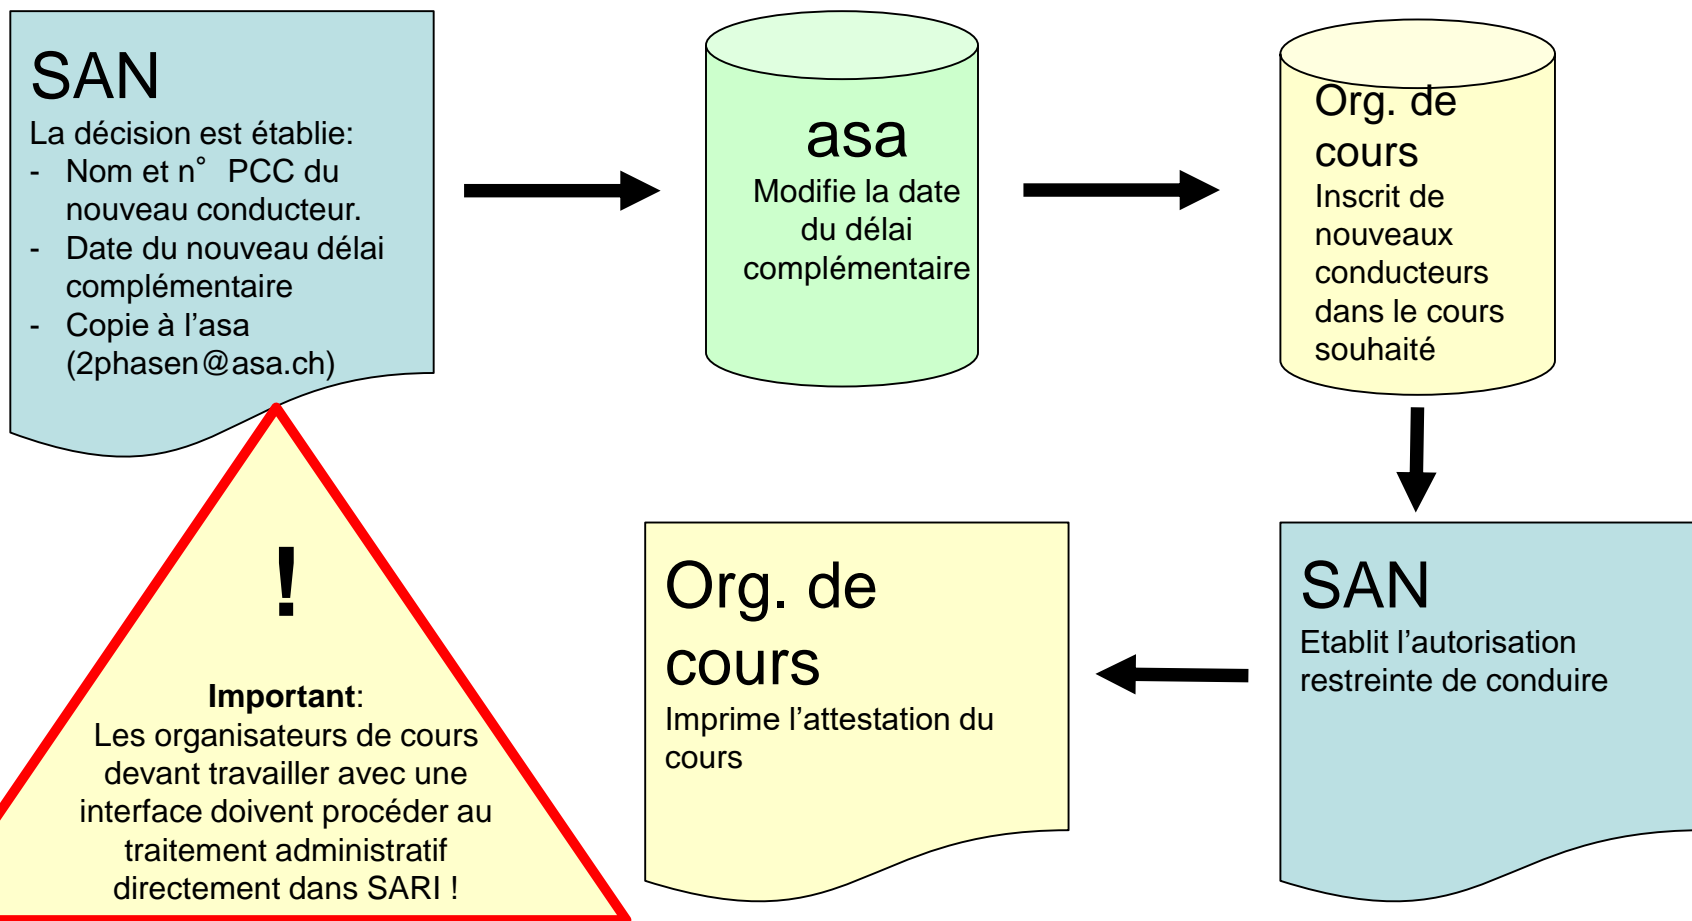 SAN
La décision est établie:
- Nom et n° PCC du
nouveau conducteur.
- Date du nouveau délai
complémentaire
- Copie à l’asa
(2phasen@asa.ch)
asa
Modifie la date
du délai
complémentaire
Org. de
cours
Inscrit de
nouveaux
conducteurs
dans le cours
souhaité
SAN
Etablit l’autorisation
restreinte de conduire
Org. de
cours
Imprime l’attestation du
cours
!
Important:
Les organisateurs de cours
devant travailler avec une
interface doivent procéder au
traitement administratif
directement dans SARI !